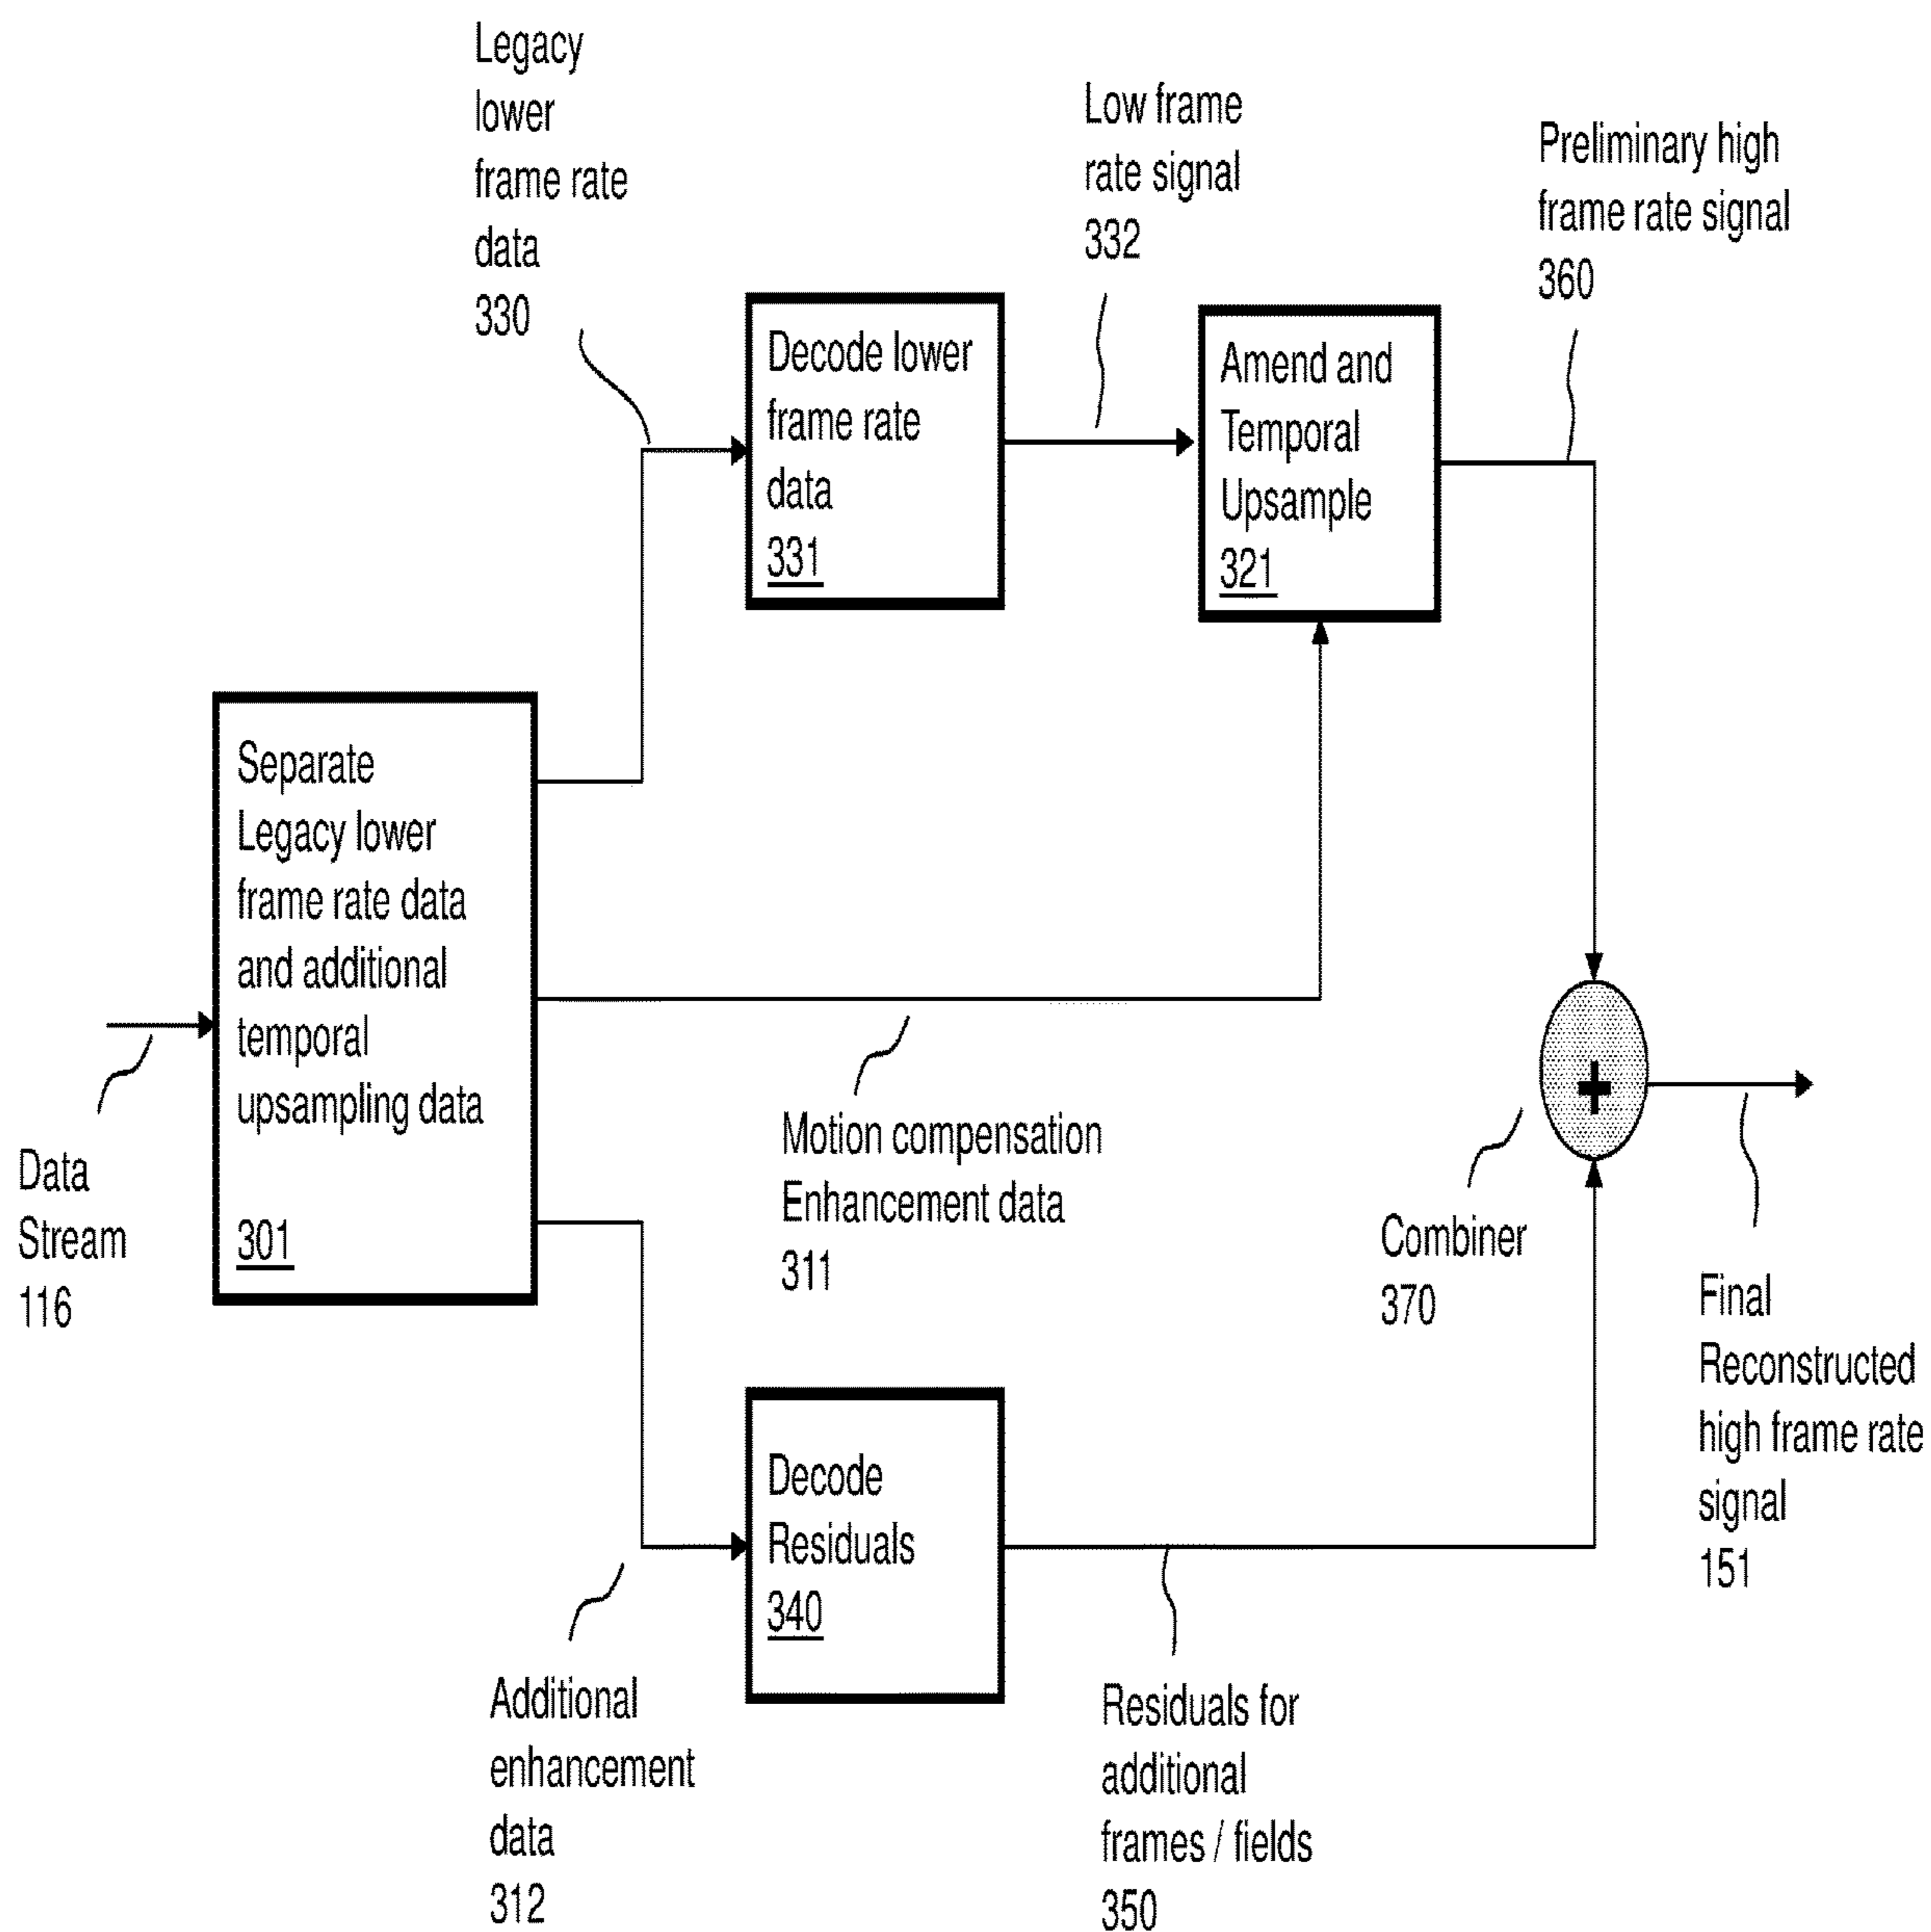 Legacy
lower
frame rate
data
330
Low frame
rate signal
332
Preliminary high
frame rate signal
360
Decode lower
frame rate
data
331
Amend and
Temporal
Upsample
321
Separate
Legacy lower
frame rate data
and additional
temporal
upsampling data
301
Data
Stream
116
Motion compensation
Enhancement data
311
+
Combiner
370
Final
Reconstructed
high frame rate
signal
151
Decode
Residuals
340
Additional
enhancement
data
312
Residuals for
additional
frames / fields
350